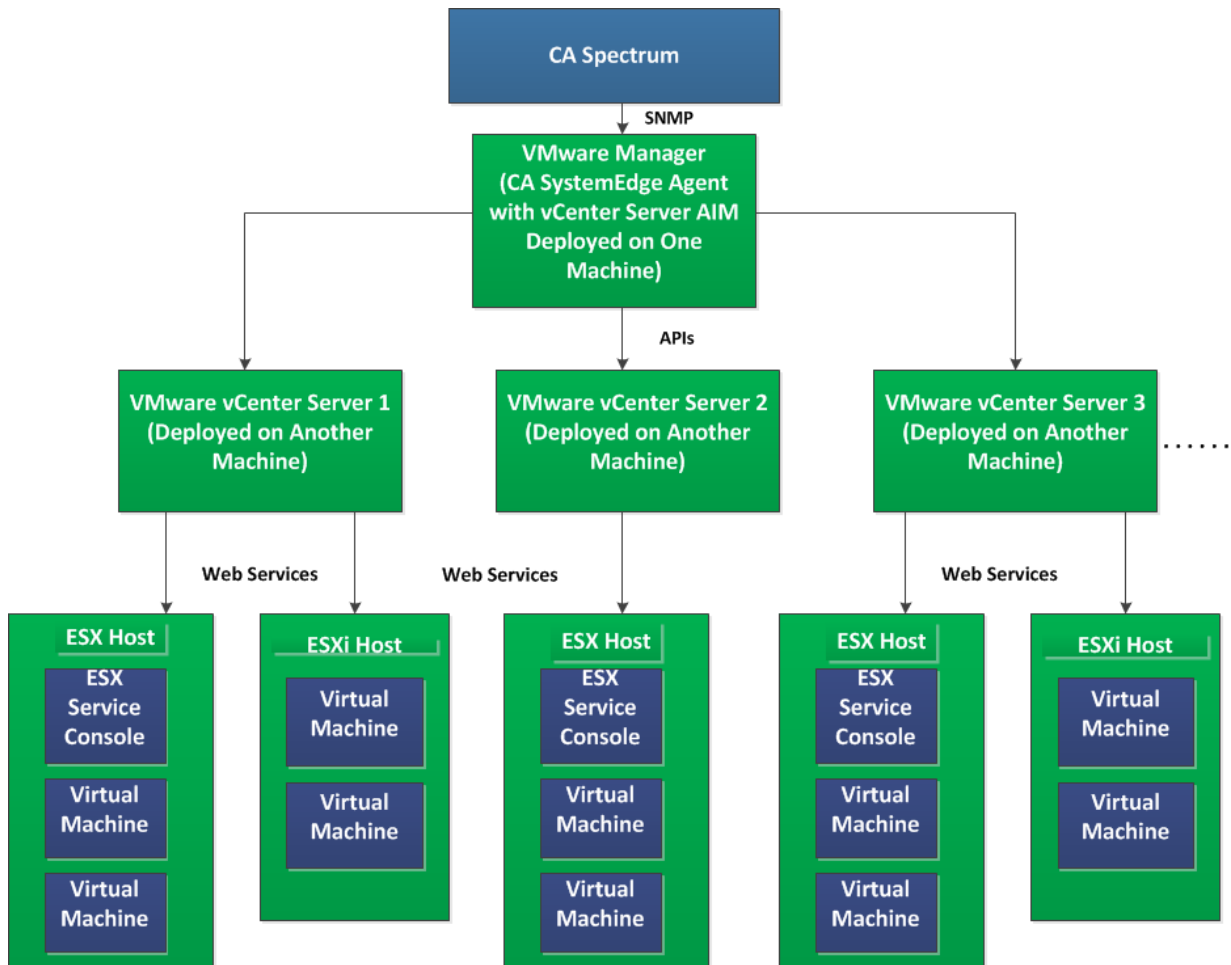 CA Spectrum
SNMP
VMware Manager
(CA SystemEdge Agent
with vCenter Server AIM
Deployed on One
Machine)
APIs
VMware vCenter Server 1
(Deployed on Another
Machine)
VMware vCenter Server 2
(Deployed on Another
Machine)
VMware vCenter Server 3
(Deployed on Another
Machine)
......
Web Services
Web Services
Web Services
ESX Host
ESX
Service
Console
Virtual
Machine
Virtual
Machine
ESXi Host
Virtual
Machine
Virtual
Machine
ESX Host
ESX
Service
Console
Virtual
Machine
Virtual
Machine
ESX Host
ESX
Service
Console
Virtual
Machine
Virtual
Machine
ESXi Host
Virtual
Machine
Virtual
Machine